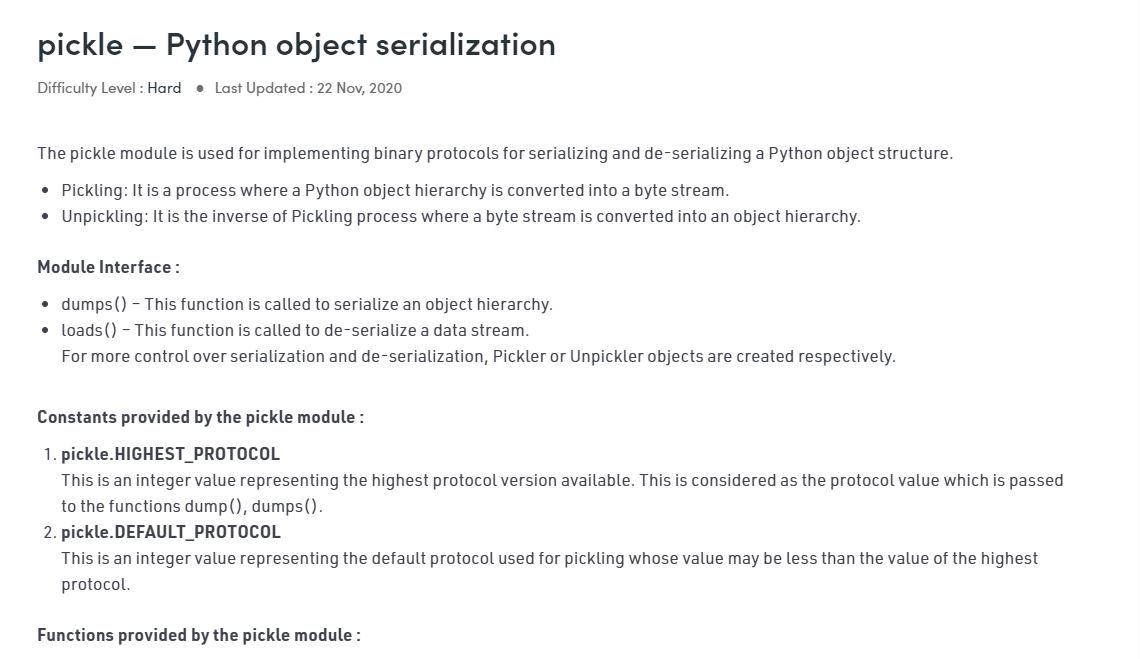 pickle — Python object serialization
Difficulty Level : Hard ● Last Updated : 22 Nov, 2020
The pickle module is used for implementing binary protocols for serializing and de-serializing a Python object structure.
• Pickling: It is a process where a Python object hierarchy is converted into a byte stream.
• Unpickling: It is the inverse of Pickling process where a byte stream is converted into an object hierarchy.
Module Interface :
• dumps() – This function is called to serialize an object hierarchy.
• loads() – This function is called to de-serialize a data stream.
For more control over serialization and de-serialization, Pickler or Unpickler objects are created respectively.
Constants provided by the pickle module :
1. pickle.HIGHEST_PROTOCOL
This is an integer value representing the highest protocol version available. This is considered as the protocol value which is passed
to the functions dump(), dumps().
2. pickle.DEFAULT_PROTOCOL
This is an integer value representing the default protocol used for pickling whose value may be less than the value of the highest
protocol.
Functions provided by the pickle module :